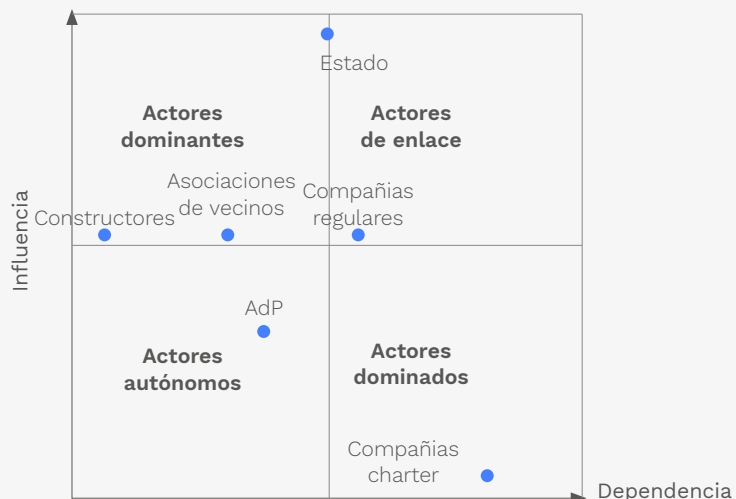 Estado
Actores
dominantes
Actores
de enlace
Asociaciones
de vecinos
Compañias
regulares
Constructores
Influencia
AdP
Actores
autónomos
Actores
dominados
Compañias
charter
Dependencia